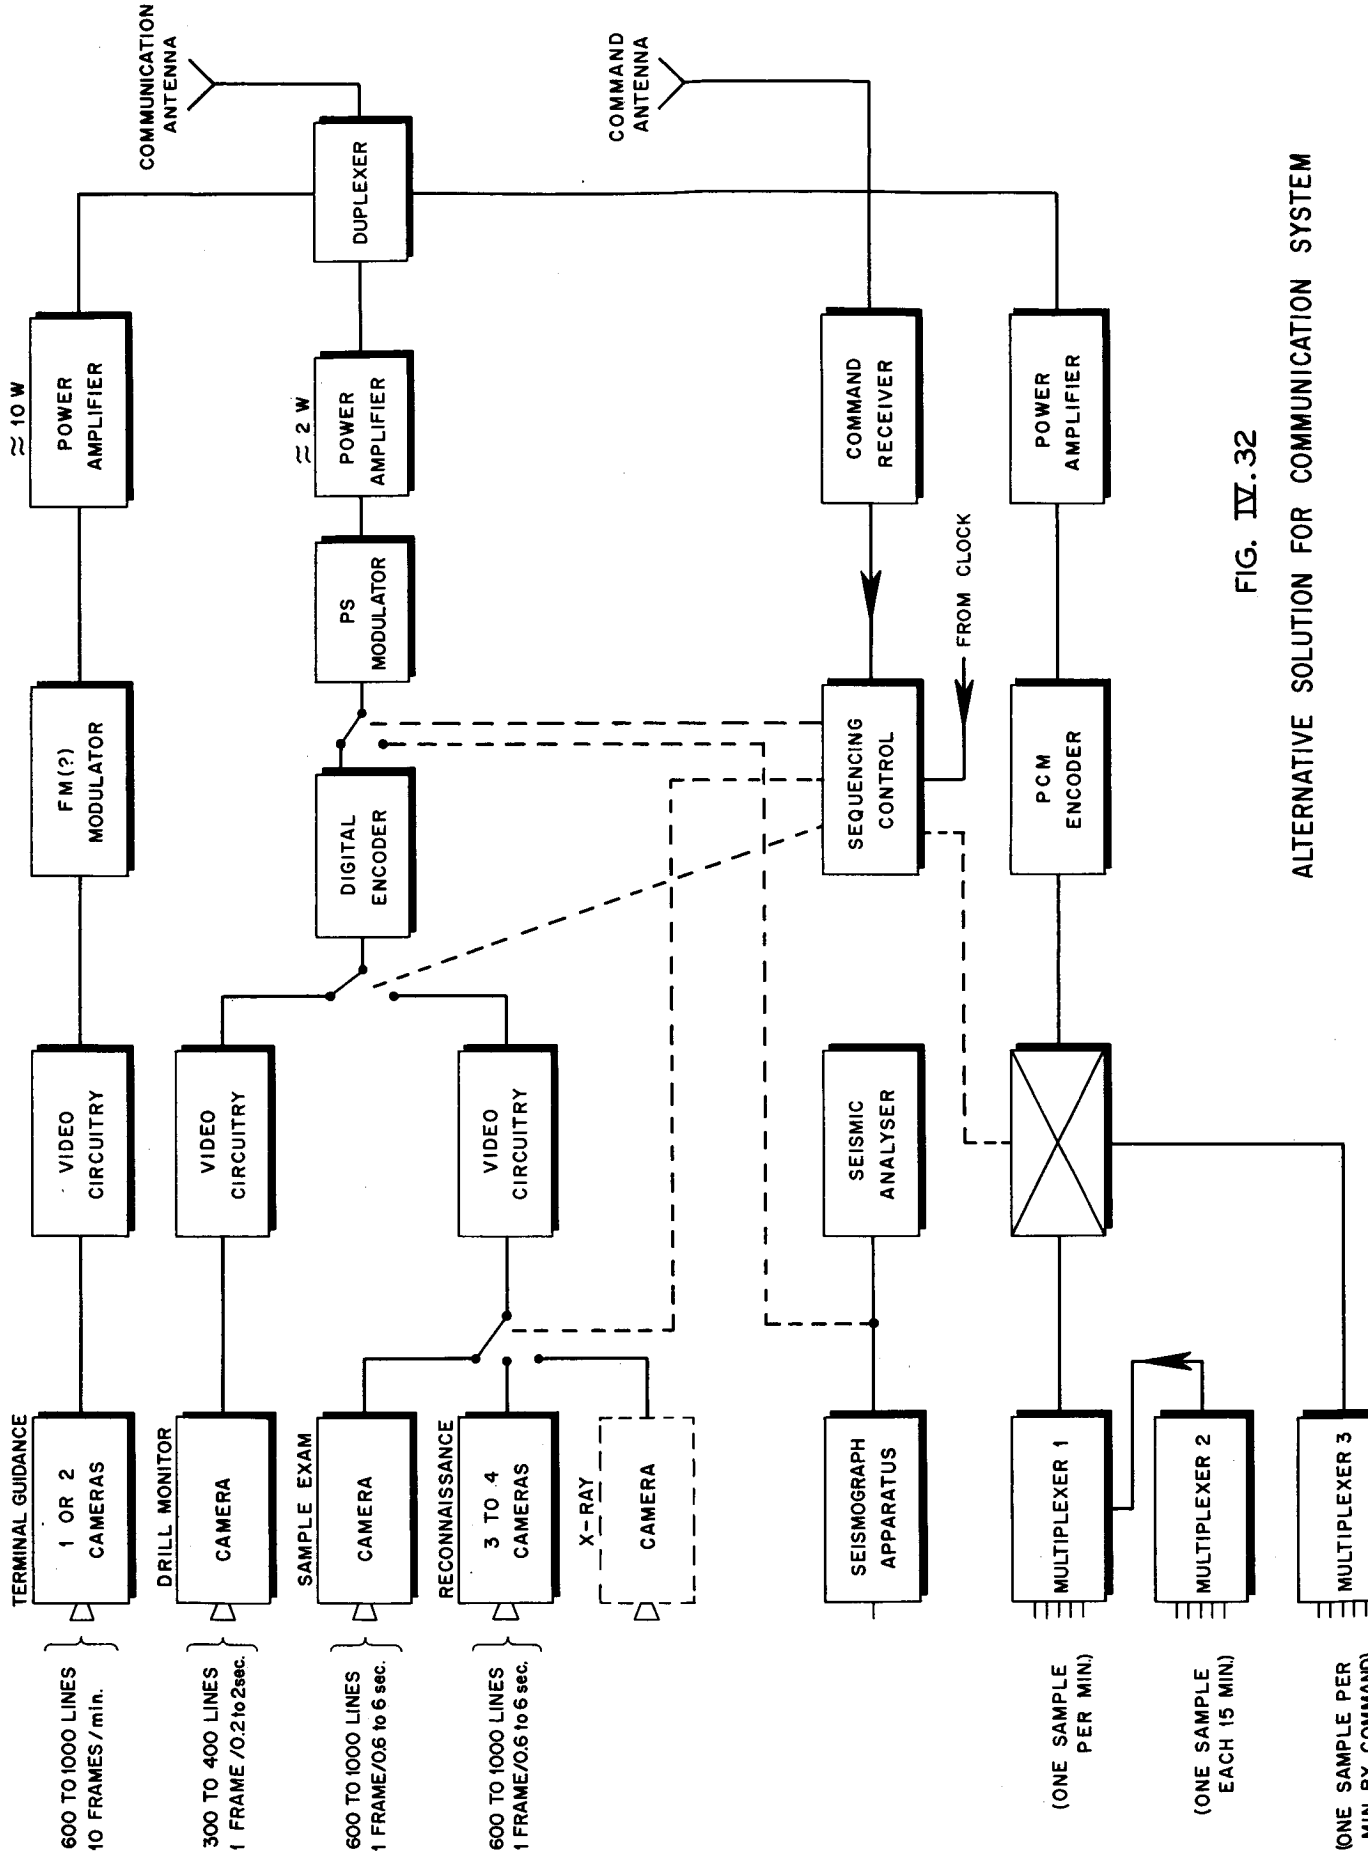 TERMINAL GUIDANCE
600 TO 1000 LINES
10 FRAMES/min.
1 OR 2
CAMERAS
VIDEO
CIRCUITRY
FM(?)
MODULATOR
≈ 10 W
POWER
AMPLIFIER
COMMUNICATION
ANTENNA
DRILL MONITOR
300 TO 400 LINES
1 FRAME /0.2 to 2sec.
CAMERA
VIDEO
CIRCUITRY
SAMPLE EXAM
600 TO 1000 LINES
1 FRAME/0.6 to 6 sec.
CAMERA
DIGITAL
ENCODER
PS
MODULATOR
≈ 2 W
POWER
AMPLIFIER
DUPLEXER
RECONNAISSANCE
600 TO 1000 LINES
1 FRAME/0.6 to 6 sec.
3 TO 4
CAMERAS
VIDEO
CIRCUITRY
X-RAY
CAMERA
COMMAND
ANTENNA
SEISMOGRAPH
APPARATUS
SEISMIC
ANALYSER
SEQUENCING
CONTROL
COMMAND
RECEIVER
FROM CLOCK
(ONE SAMPLE
PER MIN.)
MULTIPLEXER 1
PCM
ENCODER
POWER
AMPLIFIER
(ONE SAMPLE
EACH 15 MIN.)
MULTIPLEXER 2
(ONE SAMPLE PER
MIN. BY COMMAND)
MULTIPLEXER 3
FIG. IV.32
ALTERNATIVE SOLUTION FOR COMMUNICATION SYSTEM